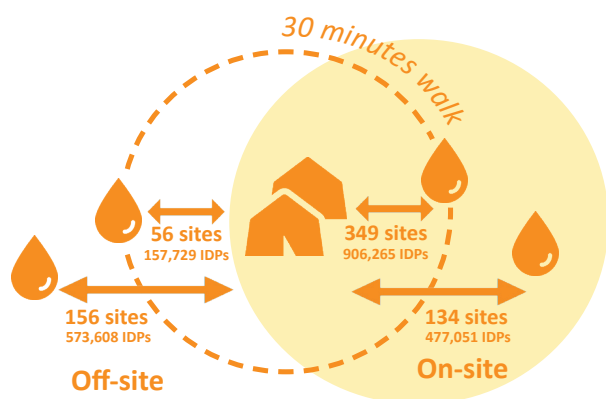 30 minutes walk
56 sites
157,729 IDPs
349 sites
906,265 IDPs
156 sites
573,608 IDPs
134 sites
477,051 IDPs
Off-site
On-site